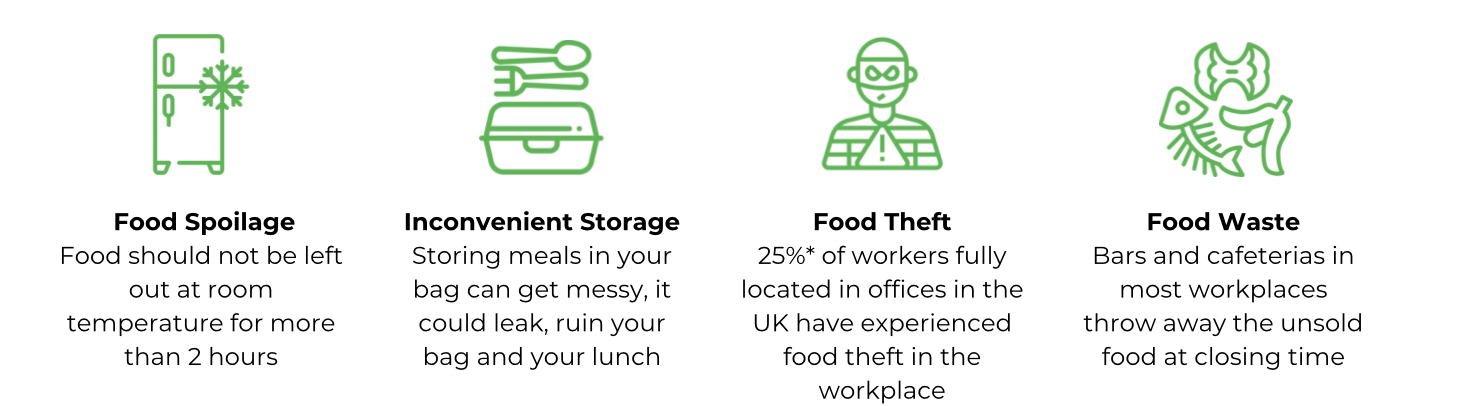 Food Spoilage
Food should not be left
out at room
temperature for more
than 2 hours
Inconvenient Storage
Storing meals in your
bag can get messy, it
could leak, ruin your
bag and your lunch
Food Theft
25%* of workers fully
located in offices in the
UK have experienced
food theft in the
workplace
Food Waste
Bars and cafeterias in
most workplaces
throw away the unsold
food at closing time